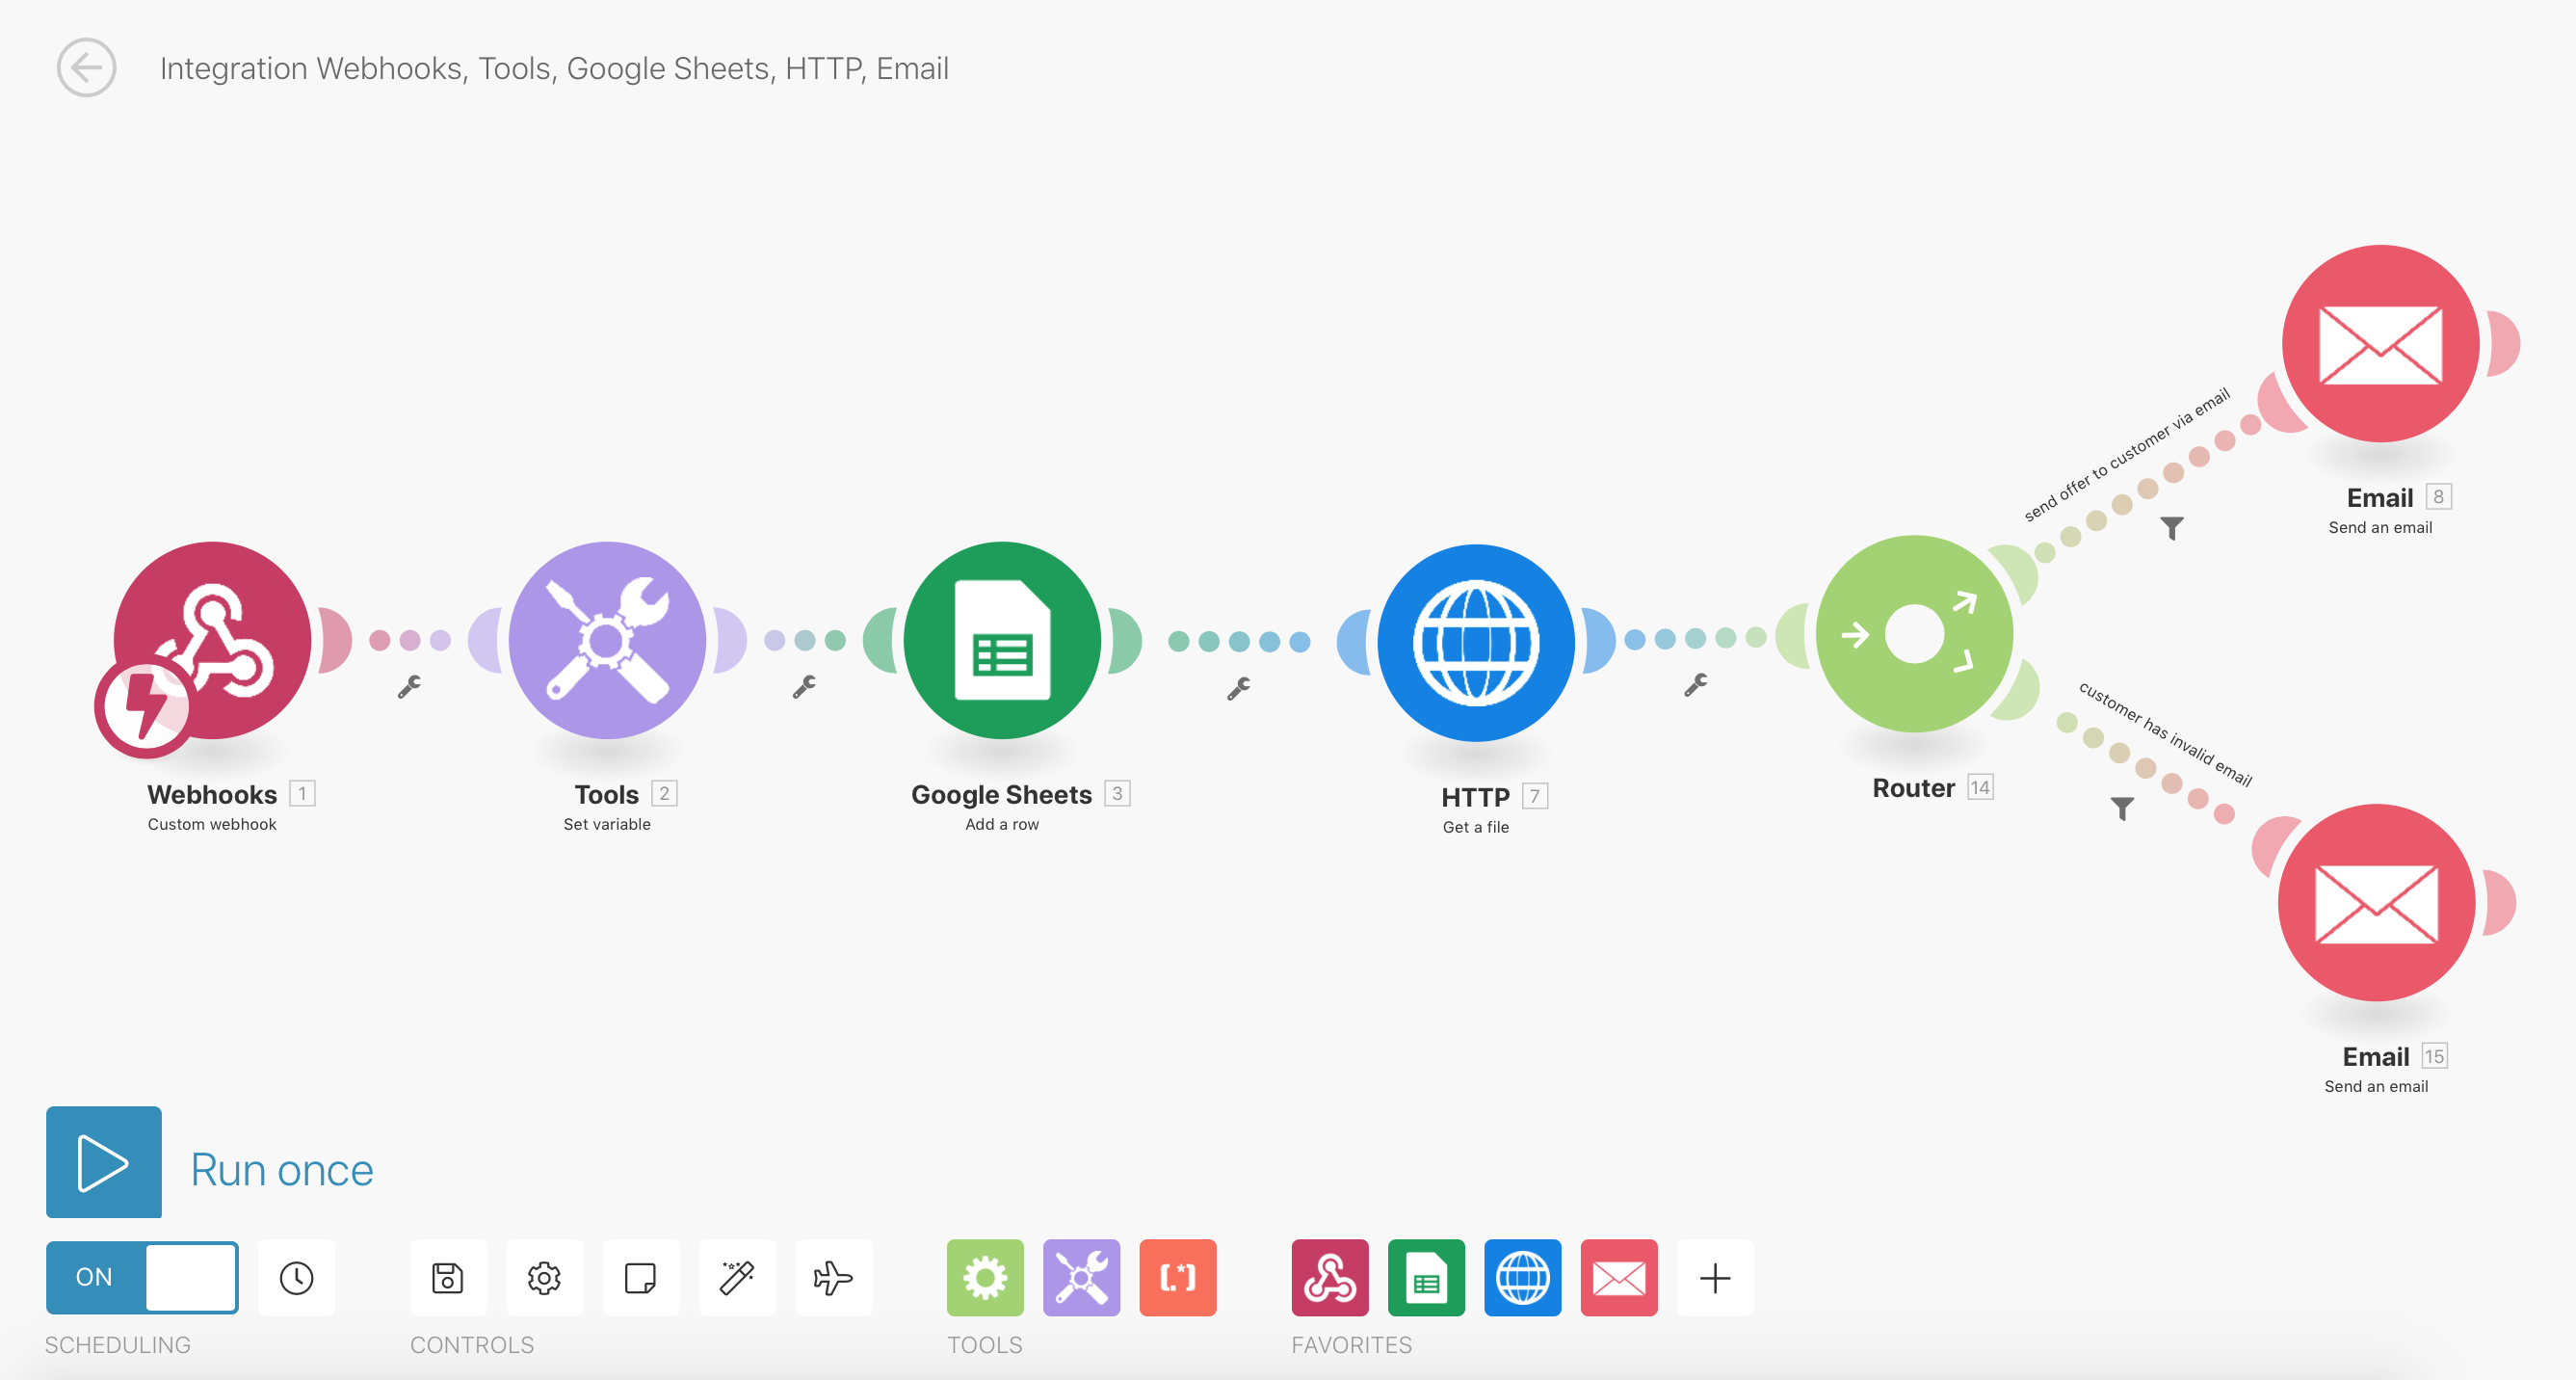 Integration Webhooks, Tools, Google Sheets, HTTP, Email
send offer to customer via email
Email 8
Send an email
customer has invalid email
Webhooks 1
Custom webhook
Tools 2
Set variable
Google Sheets 3
Add a row
HTTP 7
Get a file
Router 14
Email 15
Send an email
Run once
ON
SCHEDULING
CONTROLS
TOOLS
FAVORITES